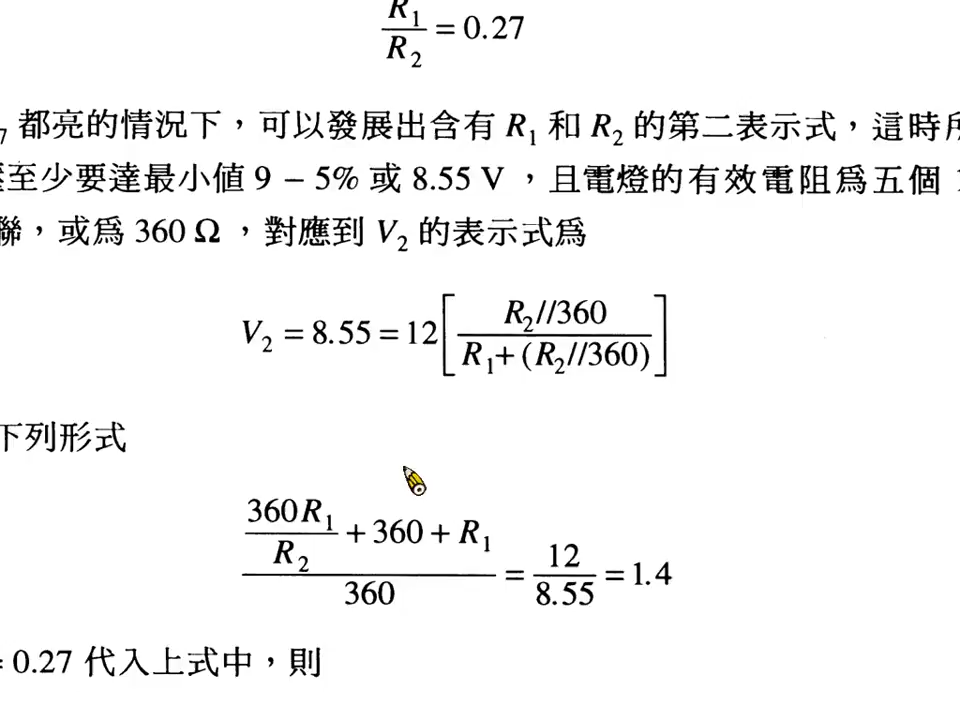 R₁/R₂ = 0.27
₇ 都亮的情況下，可以發展出含有 R₁ 和 R₂ 的第二表示式，這時
至少要達最小値 9 − 5% 或 8.55 V ，且電燈的有效電阻爲五個
聯，或爲 360 Ω ，對應到 V₂ 的表示式爲
V₂ = 8.55 = 12[R₂//360 / R₁+ (R₂//360)]
下列形式
(360R₁/R₂ + 360 + R₁)/360 = 12/8.55 = 1.4
= 0.27 代入上式中，則